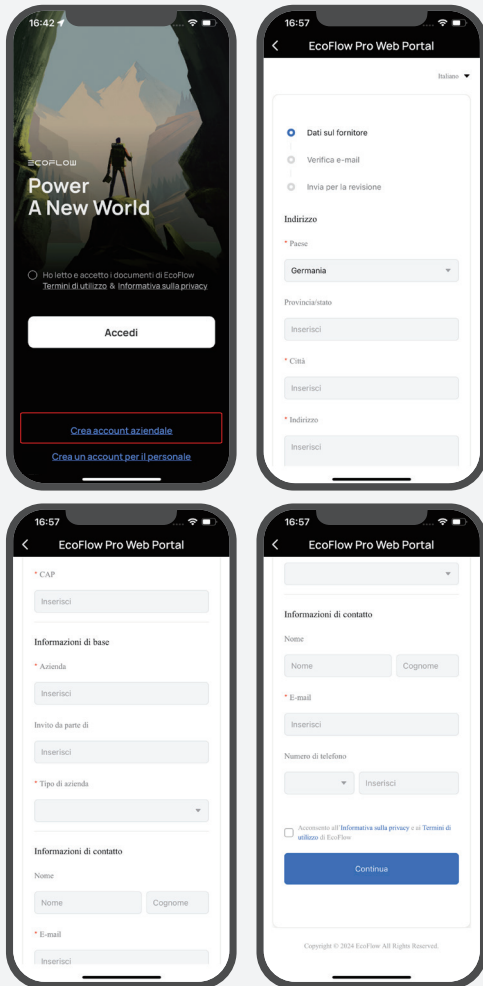 16:42
ECOFLOW
Power
A New World
Ho letto e accetto i documenti di EcoFlow
Termini di utilizzo & Informativa sulla privacy
Accedi
Crea account aziendale
Crea un account per il personale
16:57
EcoFlow Pro Web Portal
Italiano
Dati sul fornitore
Verifica e-mail
Invia per la revisione
Indirizzo
* Paese
Germania
Provincia/stato
Inserisci
* Città
Inserisci
* Indirizzo
Inserisci
16:57
EcoFlow Pro Web Portal
* CAP
Inserisci
Informazioni di base
* Azienda
Inserisci
Invito da parte di
Inserisci
* Tipo di azienda
Informazioni di contatto
Nome
Nome Cognome
* E-mail
Inserisci
16:57
EcoFlow Pro Web Portal
Informazioni di contatto
Nome
Nome Cognome
* E-mail
Inserisci
Numero di telefono
Inserisci
Acconsento all'Informativa sulla privacy e ai Termini di
utilizzo di EcoFlow
Continua
Copyright © 2024 EcoFlow All Rights Reserved.